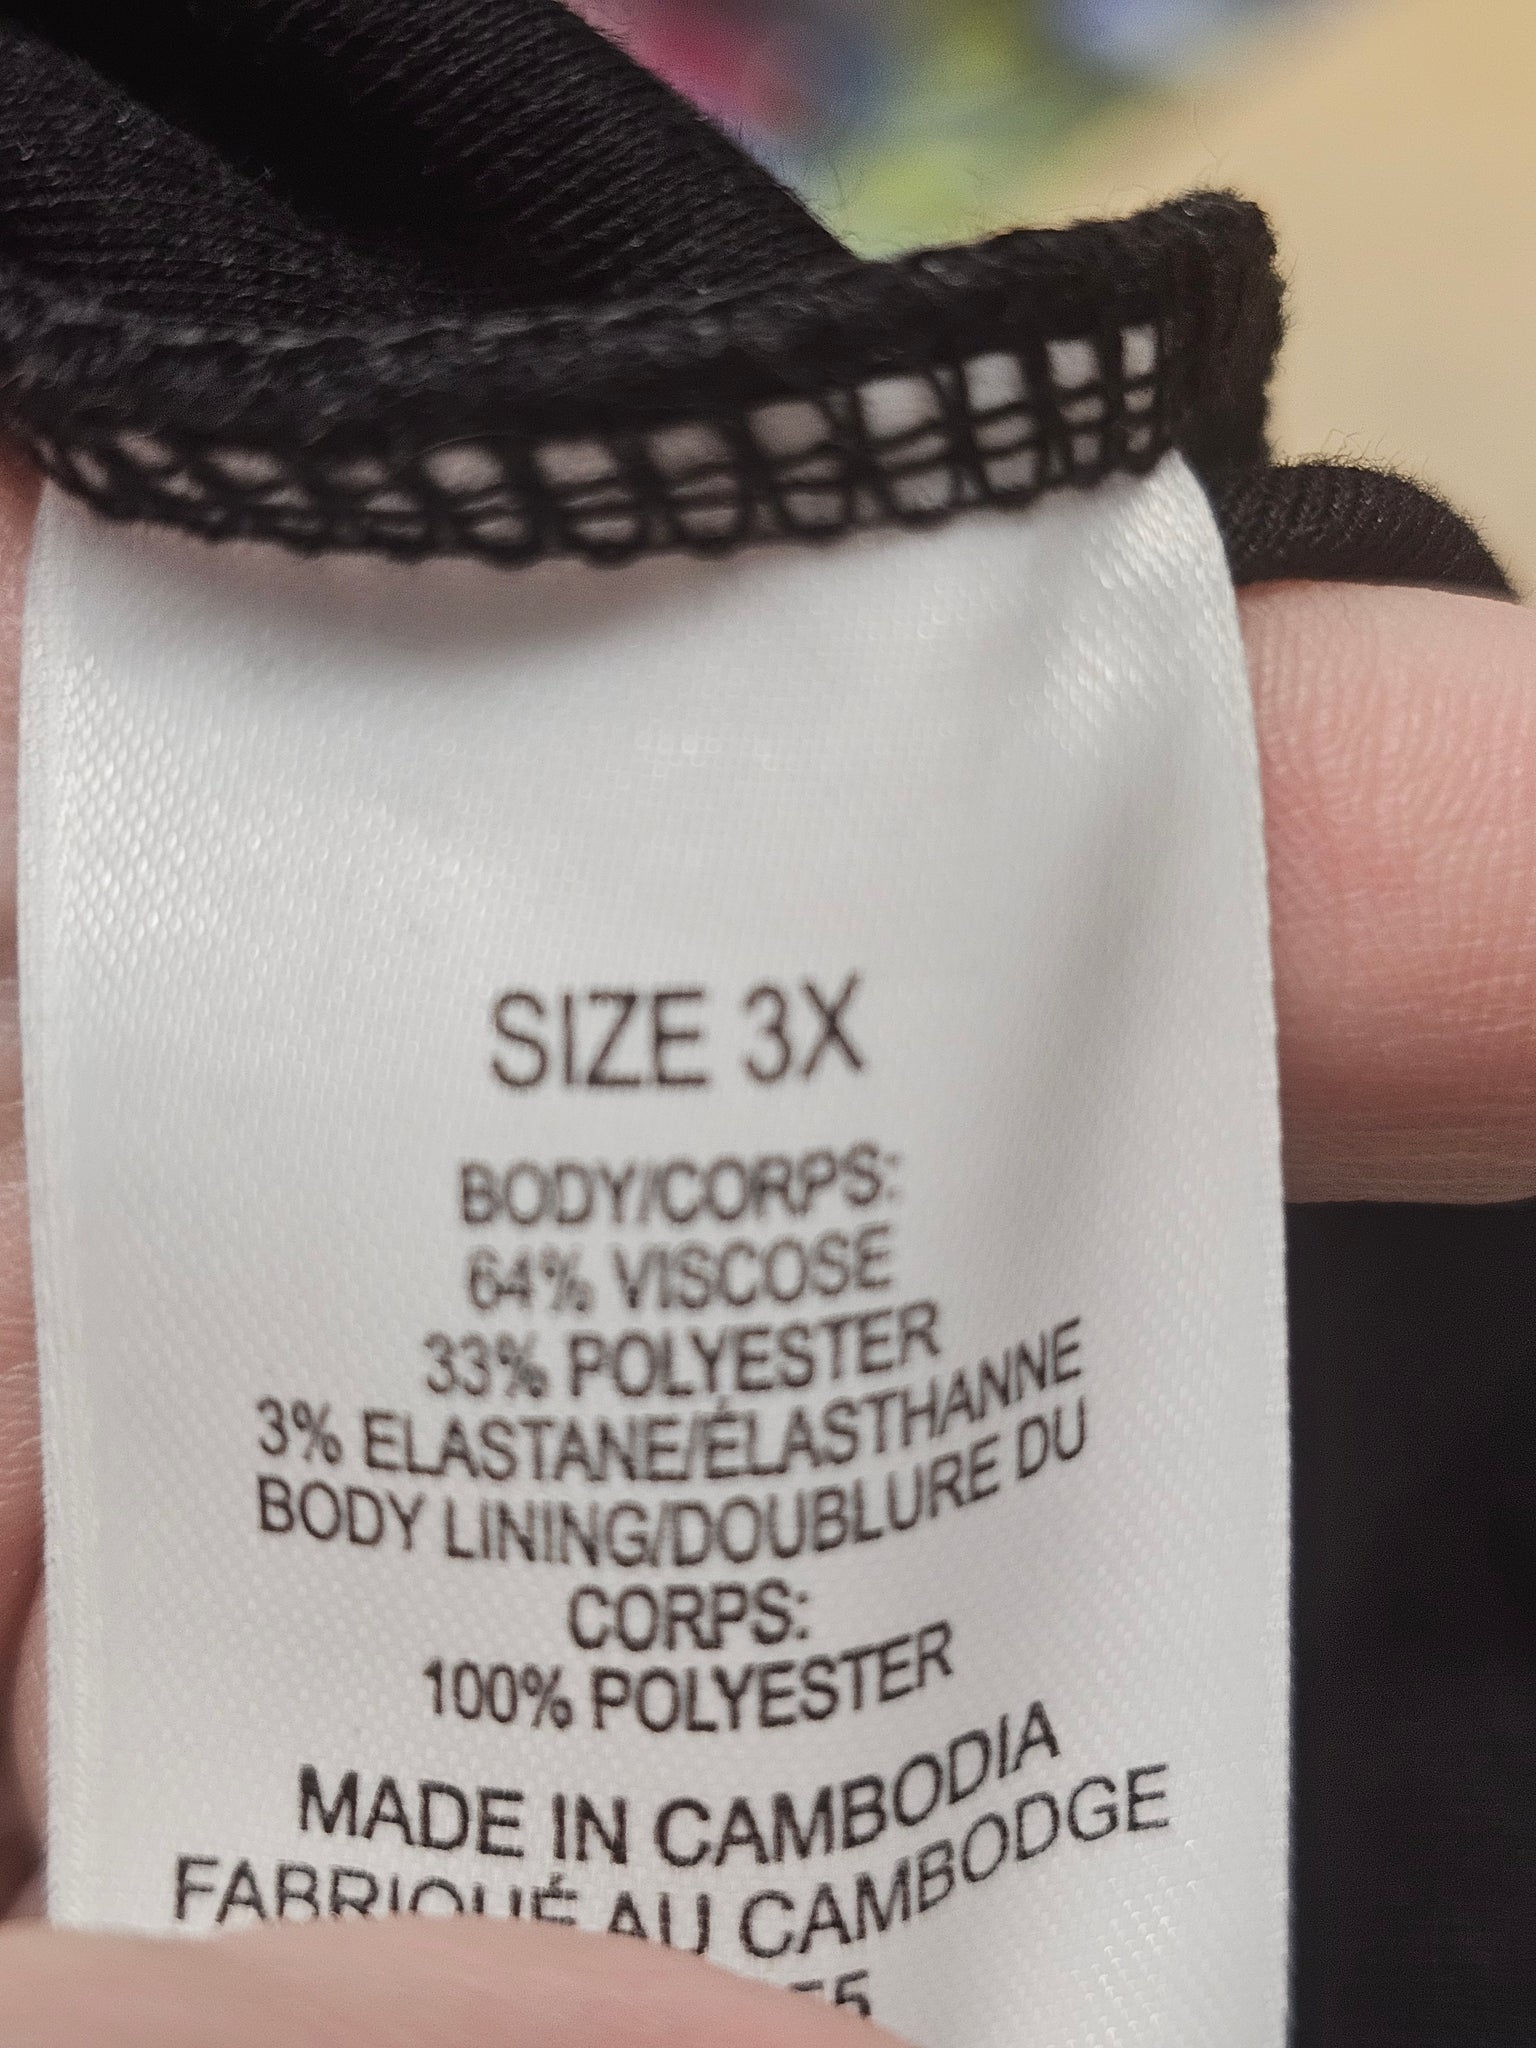 SIZE 3X
BODY/CORPS:
64% VISCOSE
33% POLYESTER
3% ELASTANE/ÉLASTHANNE
BODY LINING/DOUBLURE DU
CORPS:
100% POLYESTER
MADE IN CAMBODIA
FABRIQUÉ AU CAMBODGE